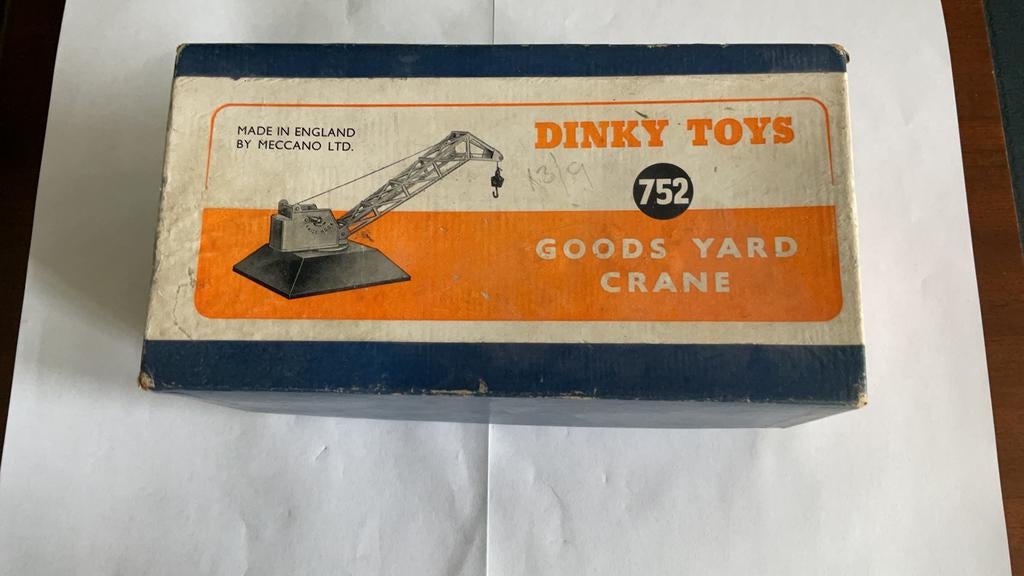 MADE IN ENGLAND
BY MECCANO LTD.
DINKY TOYS
13/9
752
GOODS YARD
CRANE